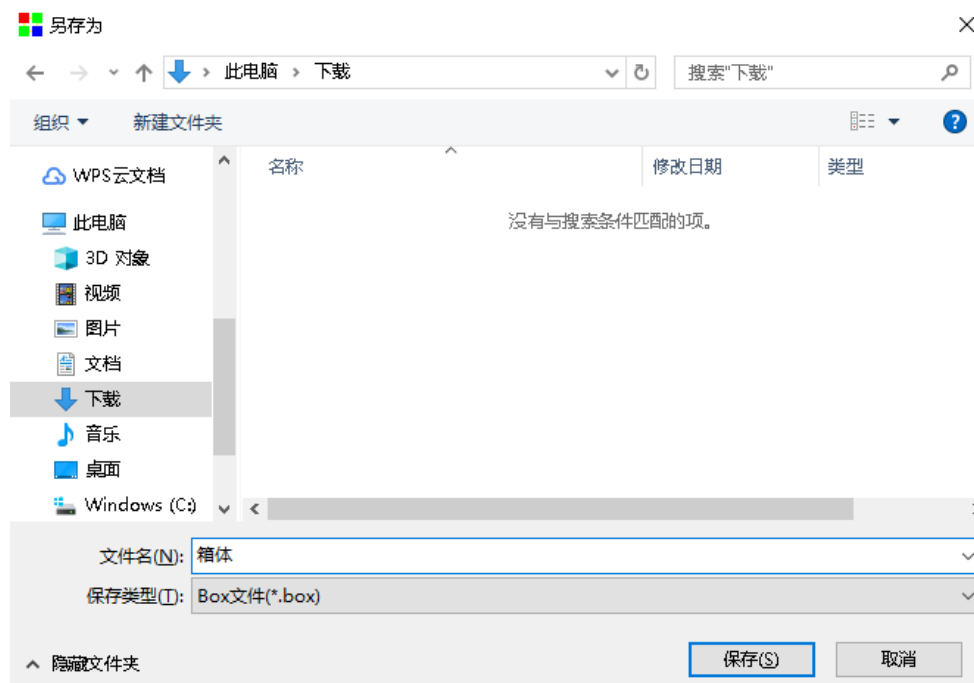 另存为
此电脑 › 下载
搜索"下载"
组织
新建文件夹
?
名称
修改日期
类型
没有与搜索条件匹配的项。
WPS云文档
此电脑
3D 对象
视频
图片
文档
下载
音乐
桌面
Windows (C:)
文件名(N): 箱体
保存类型(T): Box文件(*.box)
隐藏文件夹
保存(S)
取消